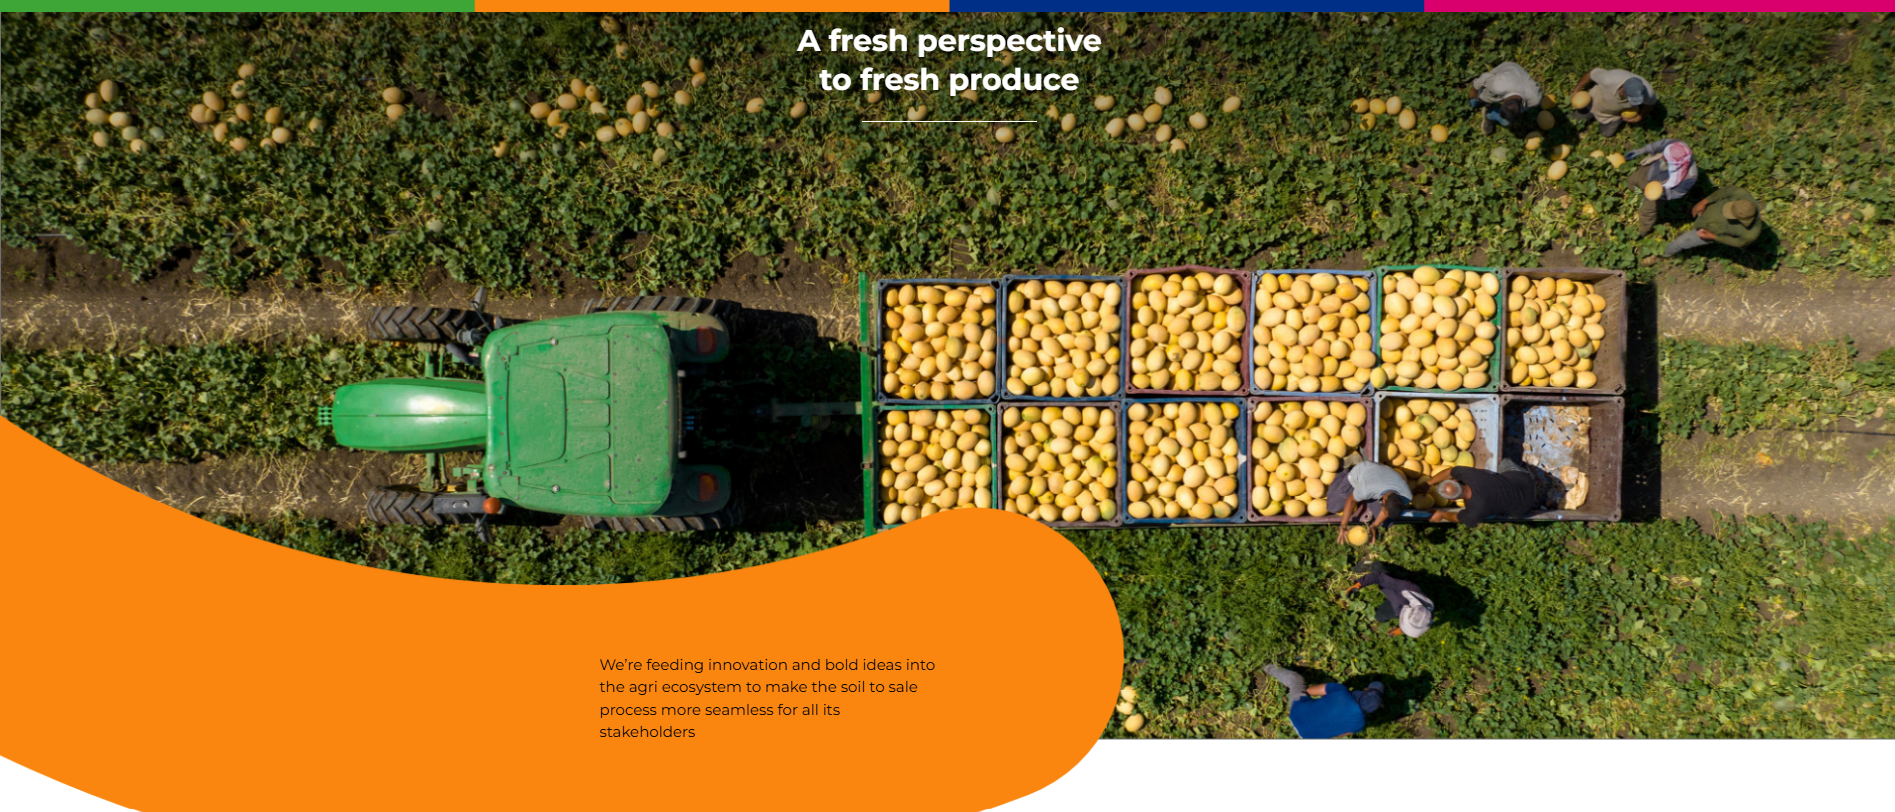 A fresh perspective
to fresh produce
We’re feeding innovation and bold ideas into
the agri ecosystem to make the soil to sale
process more seamless for all its
stakeholders